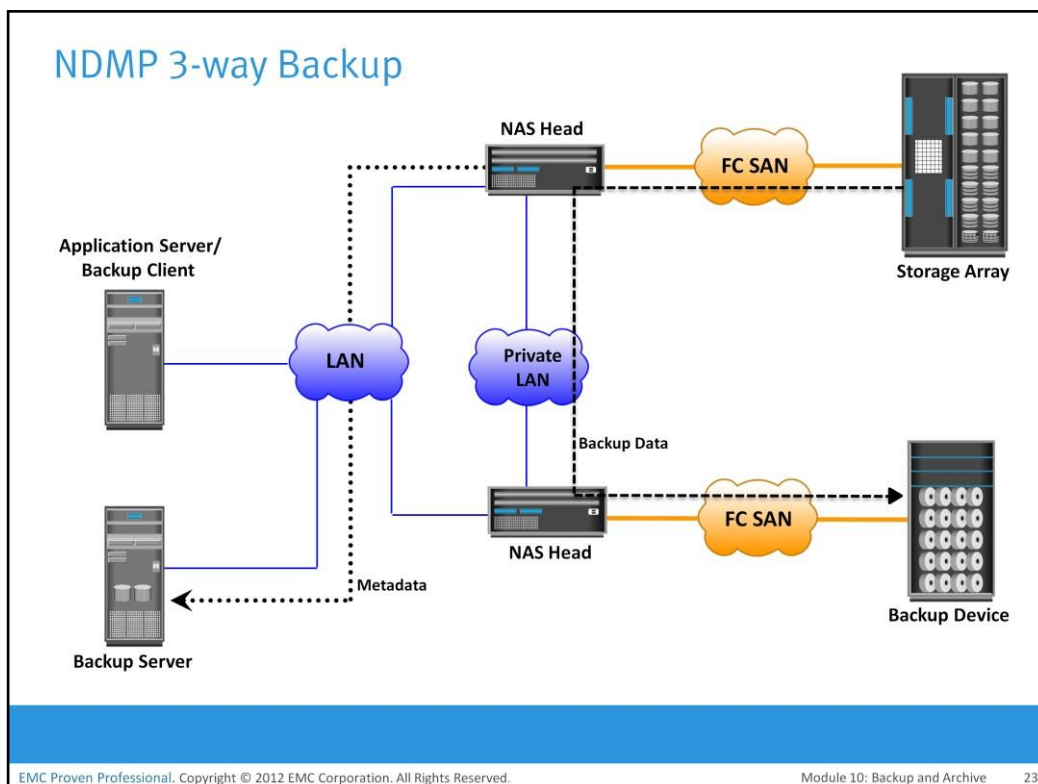 NDMP 3-way Backup
NAS Head
FC SAN
Storage Array
Application Server/
Backup Client
LAN
Private
LAN
Backup Data
NAS Head
FC SAN
Backup Device
Metadata
Backup Server
EMC Proven Professional. Copyright © 2012 EMC Corporation. All Rights Reserved.
Module 10: Backup and Archive 23